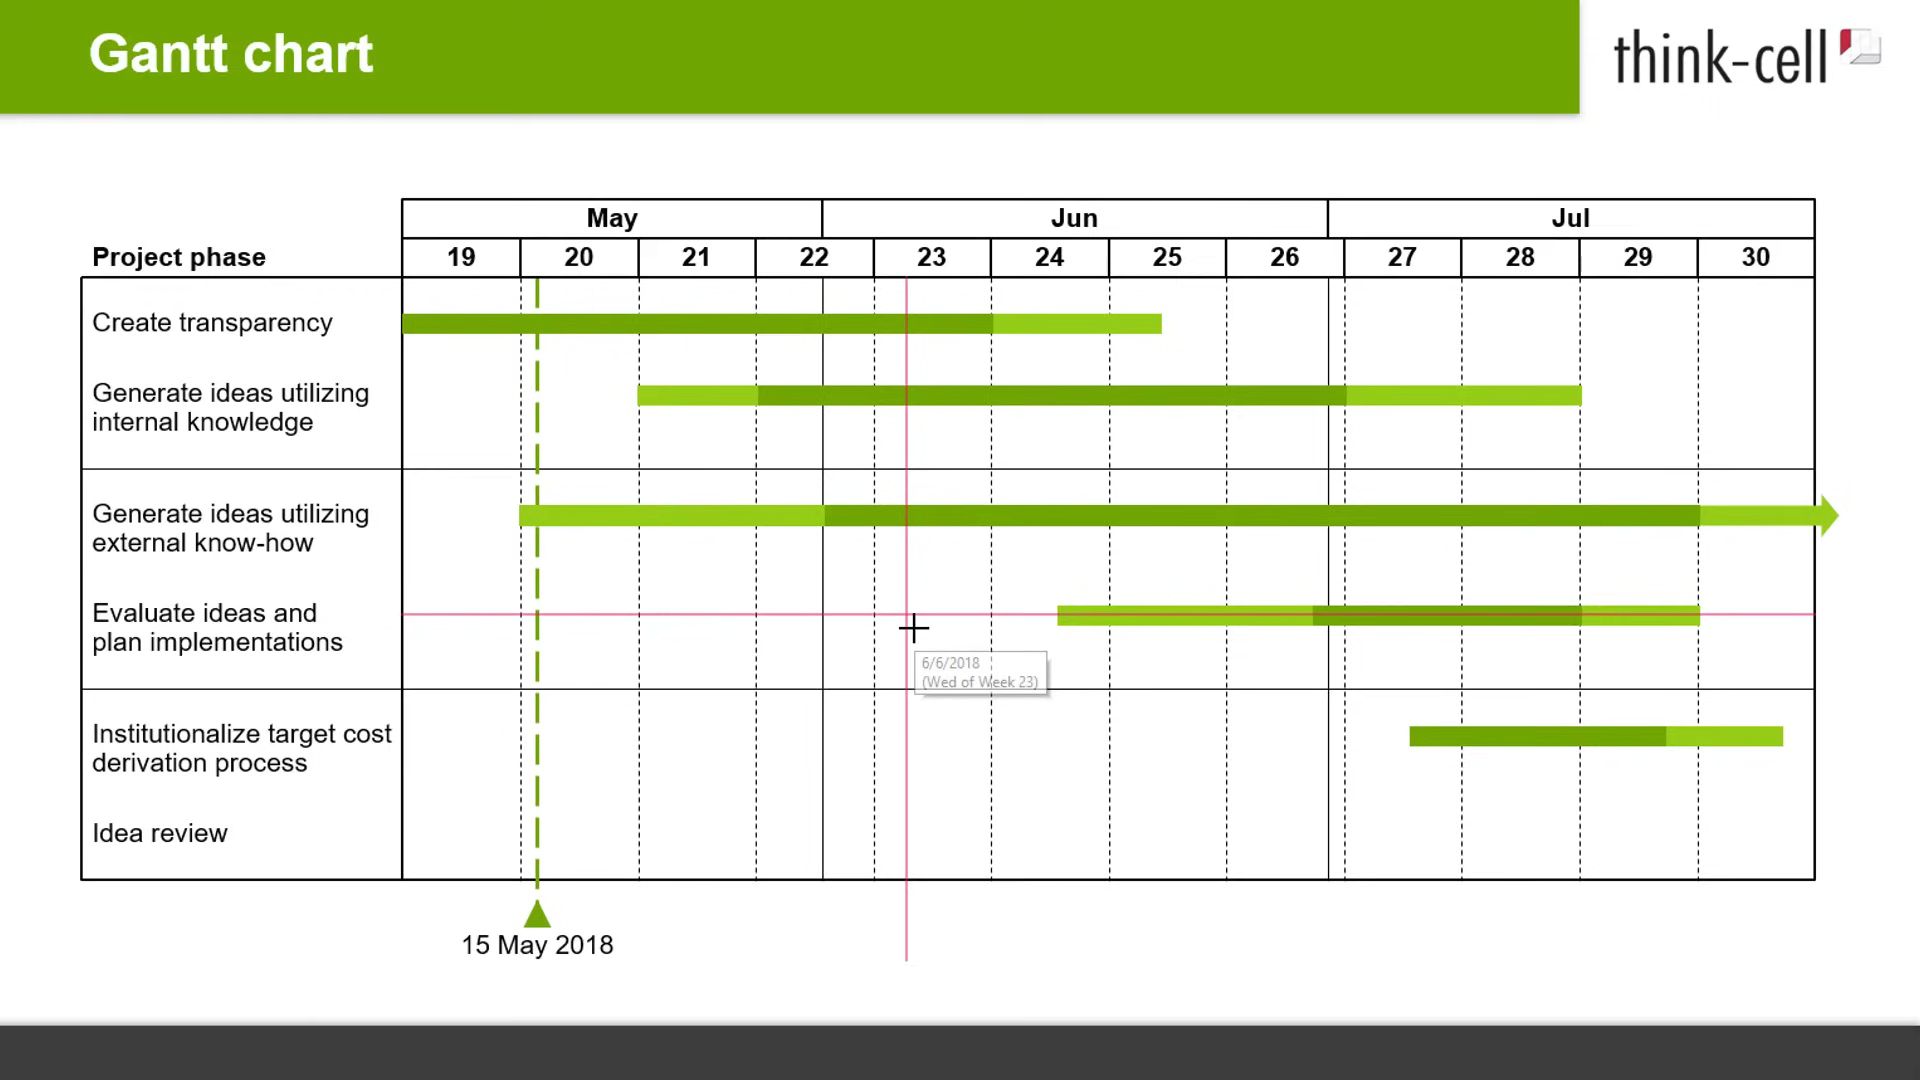 Gantt chart
think-cell
May Jun Jul
Project phase 19 20 21 22 23 24 25 26 27 28 29 30
Create transparency
Generate ideas utilizing
internal knowledge
Generate ideas utilizing
external know-how
Evaluate ideas and
plan implementations
6/6/2018
(Wed of Week 23)
Institutionalize target cost
derivation process
Idea review
15 May 2018